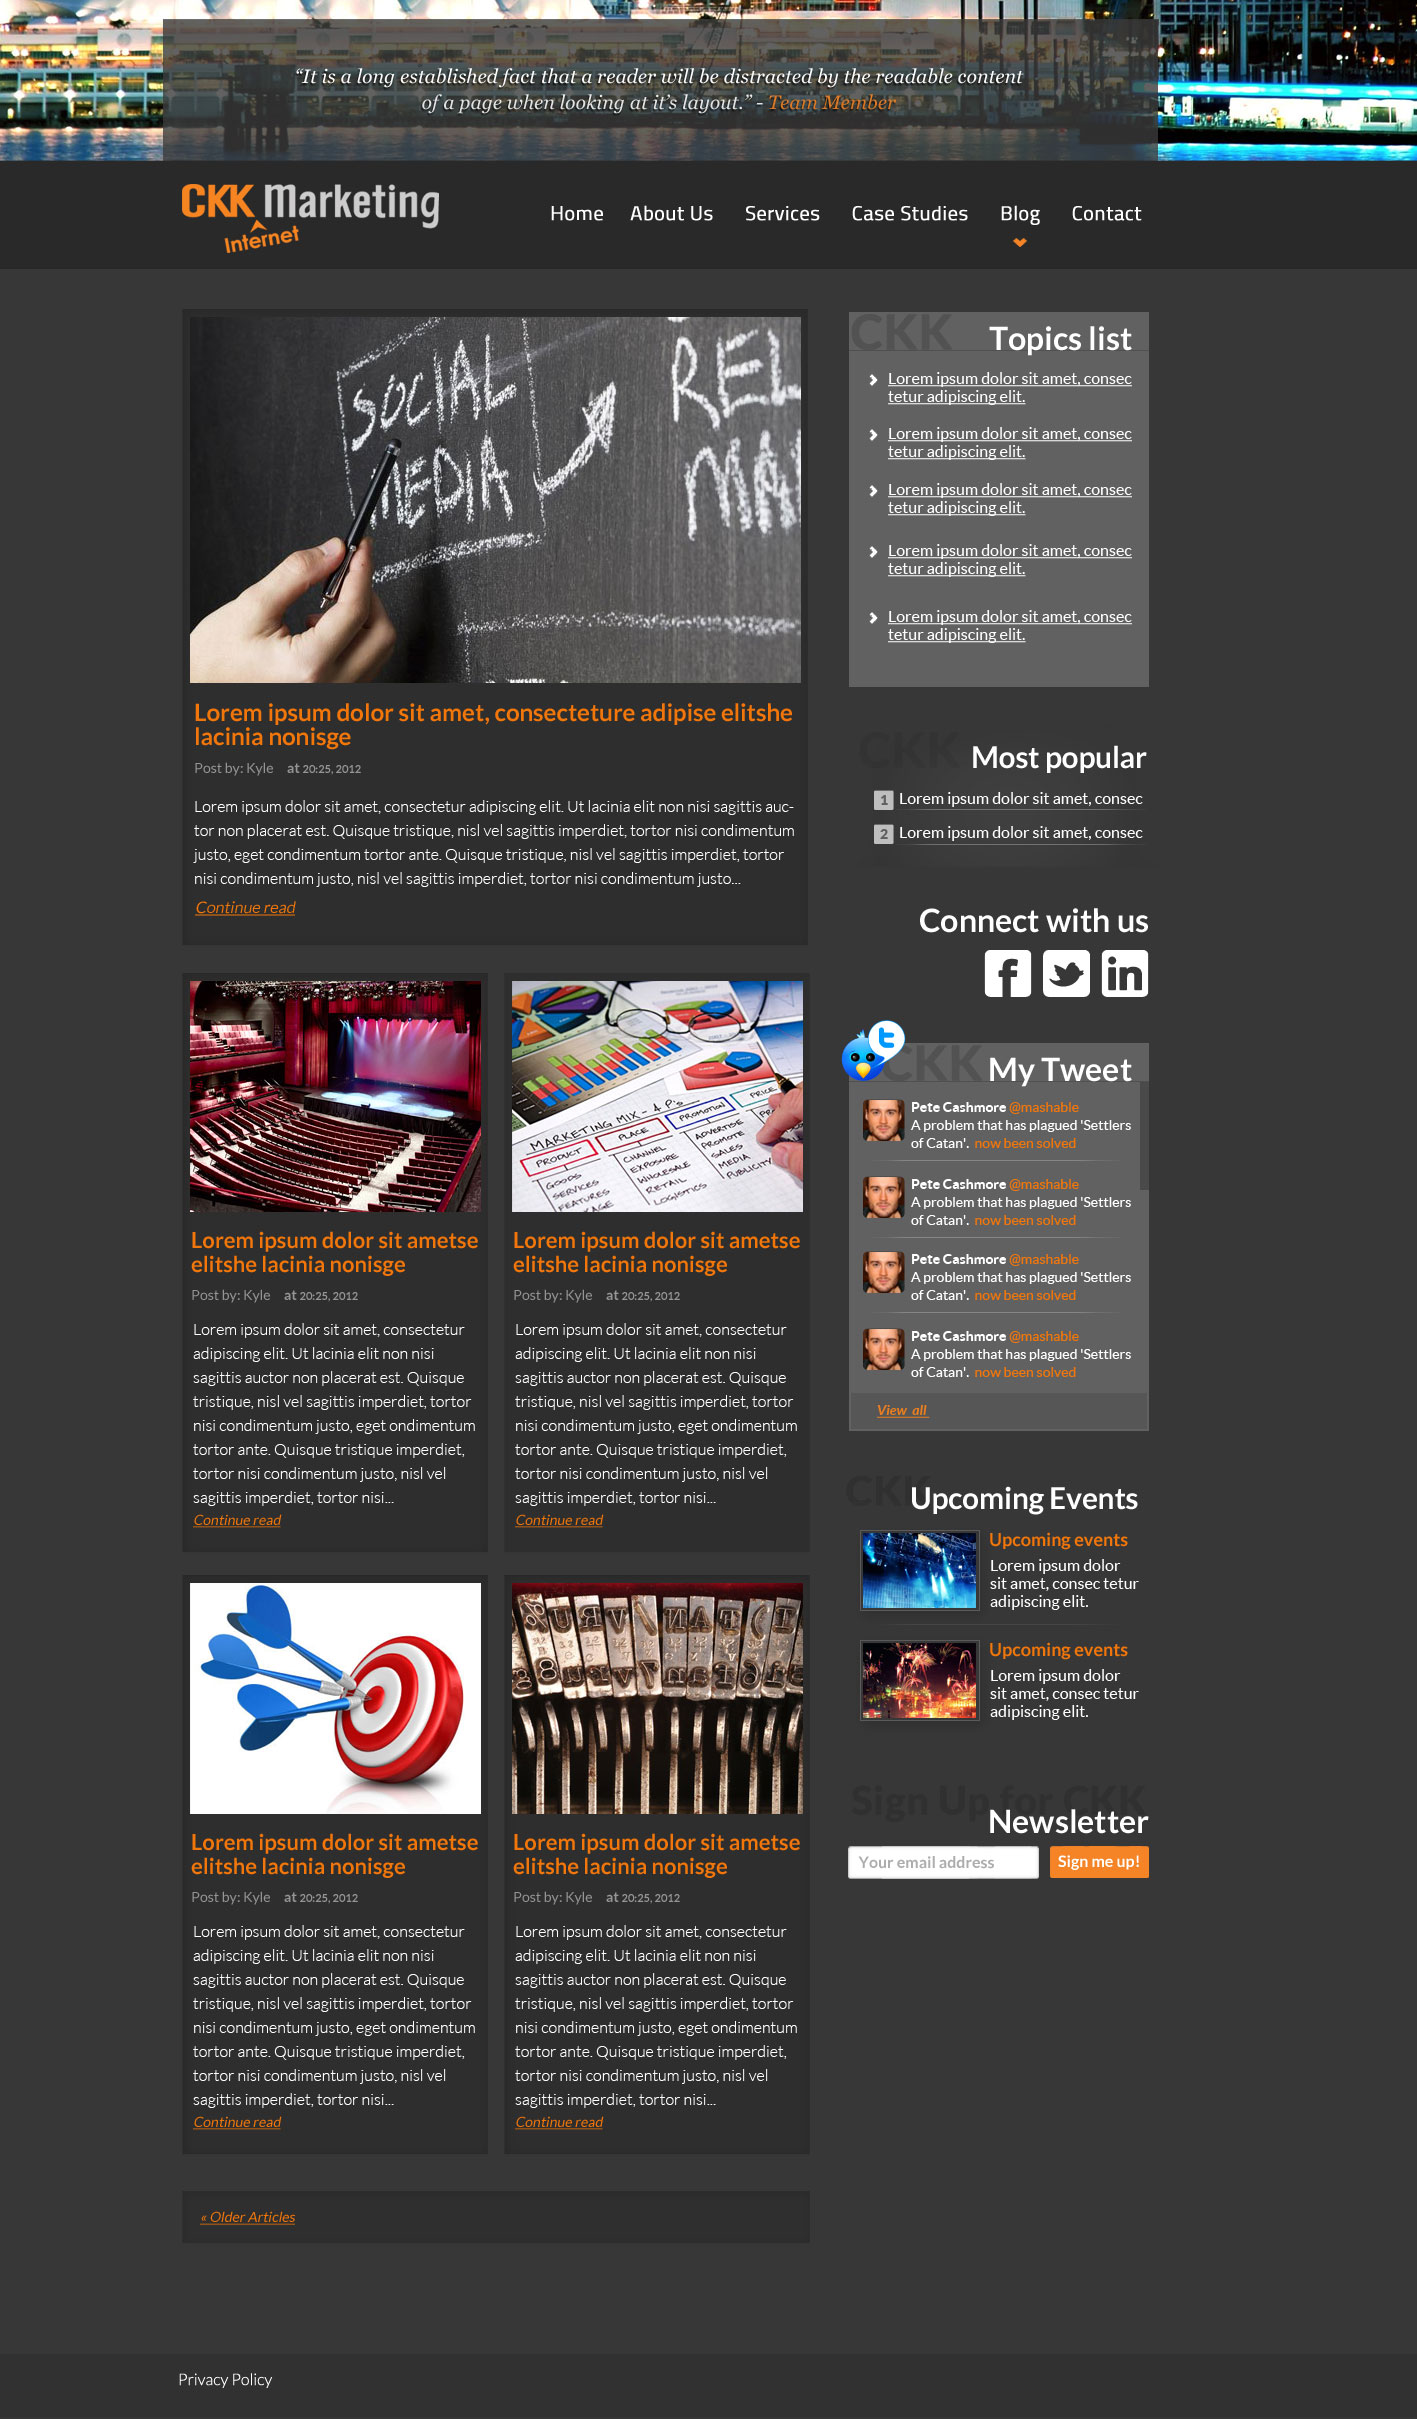 “It is a long established fact that a reader will be distracted by the readable content
of a page when looking at it’s layout.” - Team Member
CKK Marketing
Internet
Home About Us Services Case Studies Blog Contact
SOCIAL
MEDIA
REL
Lorem ipsum dolor sit amet, consecteture adipise elitshe
lacinia nonisge
Post by: Kyle at 20:25, 2012
Lorem ipsum dolor sit amet, consectetur adipiscing elit. Ut lacinia elit non nisi sagittis auc-
tor non placerat est. Quisque tristique, nisl vel sagittis imperdiet, tortor nisi condimentum
justo, eget condimentum tortor ante. Quisque tristique, nisl vel sagittis imperdiet, tortor
nisi condimentum justo, nisl vel sagittis imperdiet, tortor nisi condimentum justo...
Continue read
MARKETING MIX - 4 P's
PRODUCT
PLACE
PROMOTION
PRICE
GOODS
SERVICES
FEATURES
CHANNEL
EXPOSURE
WHOLESALE
RETAIL
LOGISTICS
ADVERTISE
PROMOTE
SALES
MEDIA
PUBLICITY
Lorem ipsum dolor sit ametse
elitshe lacinia nonisge
Post by: Kyle at 20:25, 2012
Lorem ipsum dolor sit amet, consectetur
adipiscing elit. Ut lacinia elit non nisi
sagittis auctor non placerat est. Quisque
tristique, nisl vel sagittis imperdiet, tortor
nisi condimentum justo, eget ondimentum
tortor ante. Quisque tristique imperdiet,
tortor nisi condimentum justo, nisl vel
sagittis imperdiet, tortor nisi...
Continue read
Lorem ipsum dolor sit ametse
elitshe lacinia nonisge
Post by: Kyle at 20:25, 2012
Lorem ipsum dolor sit amet, consectetur
adipiscing elit. Ut lacinia elit non nisi
sagittis auctor non placerat est. Quisque
tristique, nisl vel sagittis imperdiet, tortor
nisi condimentum justo, eget ondimentum
tortor ante. Quisque tristique imperdiet,
tortor nisi condimentum justo, nisl vel
sagittis imperdiet, tortor nisi...
Continue read
Lorem ipsum dolor sit ametse
elitshe lacinia nonisge
Post by: Kyle at 20:25, 2012
Lorem ipsum dolor sit amet, consectetur
adipiscing elit. Ut lacinia elit non nisi
sagittis auctor non placerat est. Quisque
tristique, nisl vel sagittis imperdiet, tortor
nisi condimentum justo, eget ondimentum
tortor ante. Quisque tristique imperdiet,
tortor nisi condimentum justo, nisl vel
sagittis imperdiet, tortor nisi...
Continue read
Lorem ipsum dolor sit ametse
elitshe lacinia nonisge
Post by: Kyle at 20:25, 2012
Lorem ipsum dolor sit amet, consectetur
adipiscing elit. Ut lacinia elit non nisi
sagittis auctor non placerat est. Quisque
tristique, nisl vel sagittis imperdiet, tortor
nisi condimentum justo, eget ondimentum
tortor ante. Quisque tristique imperdiet,
tortor nisi condimentum justo, nisl vel
sagittis imperdiet, tortor nisi...
Continue read
« Older Articles
CKK
Topics list
Lorem ipsum dolor sit amet, consec
tetur adipiscing elit.
Lorem ipsum dolor sit amet, consec
tetur adipiscing elit.
Lorem ipsum dolor sit amet, consec
tetur adipiscing elit.
Lorem ipsum dolor sit amet, consec
tetur adipiscing elit.
Lorem ipsum dolor sit amet, consec
tetur adipiscing elit.
CKK
Most popular
1 Lorem ipsum dolor sit amet, consec
2 Lorem ipsum dolor sit amet, consec
Connect with us
f in
t
CKK
My Tweet
Pete Cashmore @mashable
A problem that has plagued 'Settlers
of Catan'. now been solved
Pete Cashmore @mashable
A problem that has plagued 'Settlers
of Catan'. now been solved
Pete Cashmore @mashable
A problem that has plagued 'Settlers
of Catan'. now been solved
Pete Cashmore @mashable
A problem that has plagued 'Settlers
of Catan'. now been solved
View all
CKK
Upcoming Events
Upcoming events
Lorem ipsum dolor
sit amet, consec tetur
adipiscing elit.
Upcoming events
Lorem ipsum dolor
sit amet, consec tetur
adipiscing elit.
Sign Up for CKK
Newsletter
Your email address Sign me up!
Privacy Policy